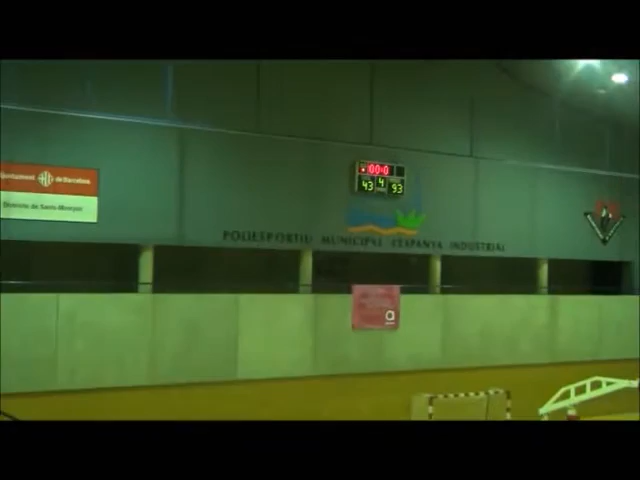 Ajuntament de Barcelona
Districte de Sants-Montjuïc
00:0
43 4 93
POLIESPORTIU MUNICIPAL ESPANYA INDUSTRIAL
a